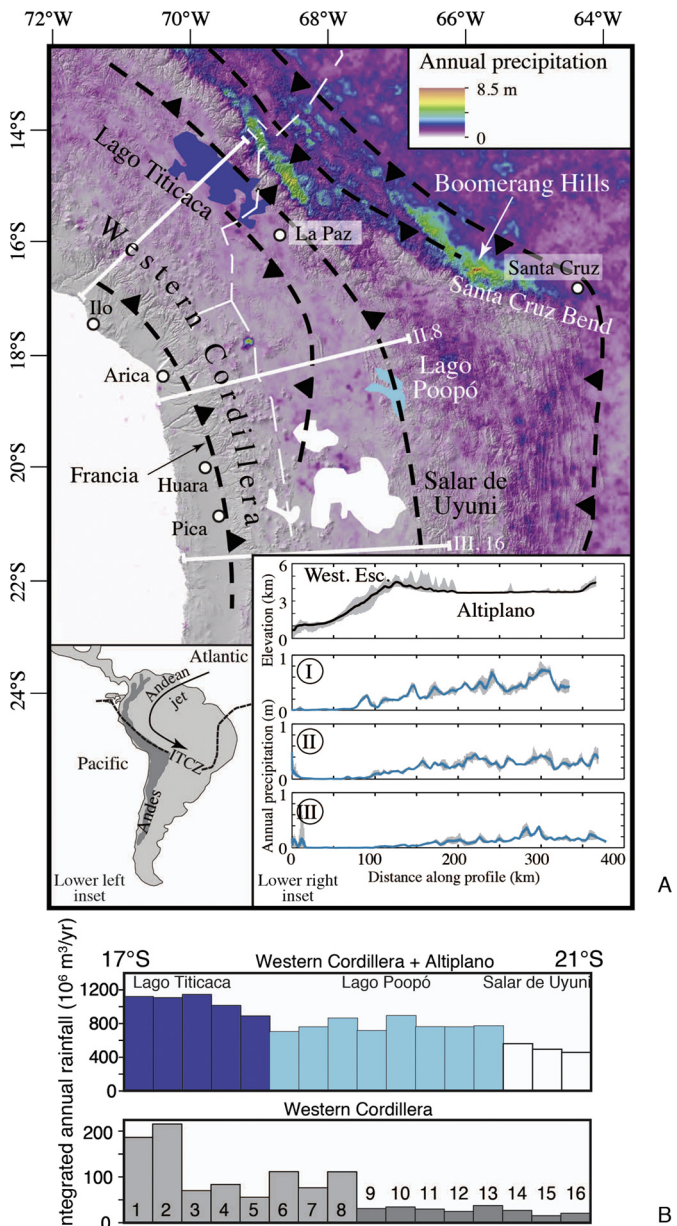 72°W 70°W 68°W 66°W 64°W
Annual precipitation
8.5 m
0
14°S
16°S
18°S
20°S
22°S
24°S
Lago Titicaca
Boomerang Hills
La Paz
Santa Cruz
Santa Cruz Bend
Western Cordillera
Ilo
II.8
Arica
Lago
Poopó
Francia
Huara
Salar de
Uyuni
Pica
III, 16
West. Esc.
Altiplano
Elevation (km)
6
3
0
I
1
0
II
1
0
III
1
0
Annual precipitation (m)
0 100 200 300 400
Distance along profile (km)
Lower right
inset
Atlantic
Andean
jet
Pacific
ITCZ
Andes
Lower left
inset
A
17°S 21°S
Western Cordillera + Altiplano
Lago Titicaca Lago Poopó Salar de Uyuni
1200
800
400
0
Western Cordillera
200
100
0
1 2 3 4 5 6 7 8 9 10 11 12 13 14 15 16
ntegrated annual rainfall (10⁶ m³/yr)
B